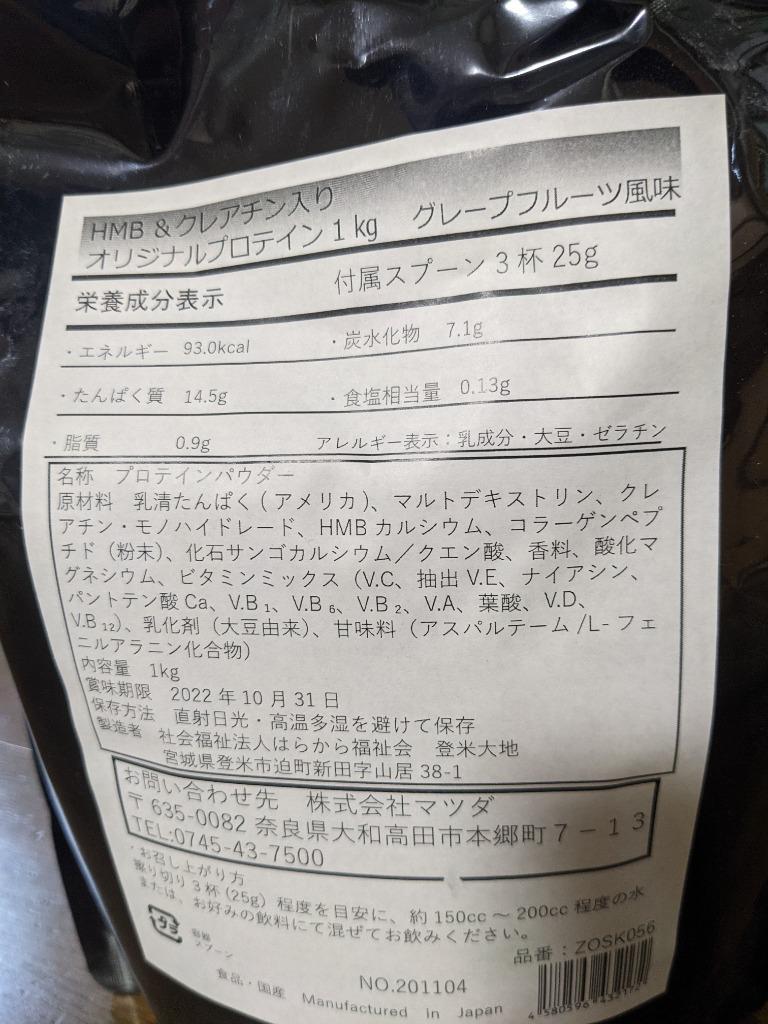 HMB & クレアチン入り
オリジナルプロテイン 1 kg グレープフルーツ風味
栄養成分表示 付属スプーン 3 杯 25g
・エネルギー 93.0kcal ・炭水化物 7.1g
・たんぱく質 14.5g ・食塩相当量 0.13g
・脂質 0.9g アレルギー表示：乳成分・大豆・ゼラチン
名称 プロテインパウダー
原材料 乳清たんぱく ( アメリカ )、マルトデキストリン、クレ
アチン・モノハイドレード、HMB カルシウム、コラーゲンペプ
チド（粉末）、化石サンゴカルシウム／クエン酸、香料、酸化マ
グネシウム、ビタミンミックス（V.C、抽出 V.E、ナイアシン、
パントテン酸 Ca、V.B ₁、V.B ₆、V.B ₂、V.A、葉酸、V.D、
V.B ₁₂）、乳化剤（大豆由来）、甘味料（アスパルテーム /L- フェ
ニルアラニン化合物)
内容量 1kg
賞味期限 2022 年 10 月 31 日
保存方法 直射日光・高温多湿を避けて保存
製造者 社会福祉法人はらから福祉会 登米大地
宮城県登米市迫町新田字山居 38-1
お問い合わせ先 株式会社マツダ
〒 635-0082 奈良県大和高田市本郷町 7 － 1 3
TEL:0745-43-7500
・お召し上がり方
擦り切り 3 杯 (25g) 程度を目安に、約 150cc ～ 200cc 程度の水
または、お好みの飲料にて混ぜてお飲みください。
プラ
スプーン
品番：ZOSK056
食品・国産 NO.201104
Manufactured in Japan